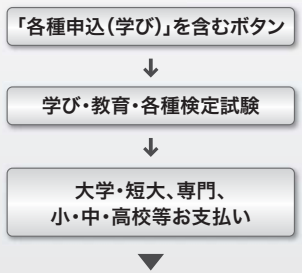 「各種申込(学び)」を含むボタン
↓
学び・教育・各種検定試験
↓
大学・短大、専門、
小・中・高校等お支払い
▼